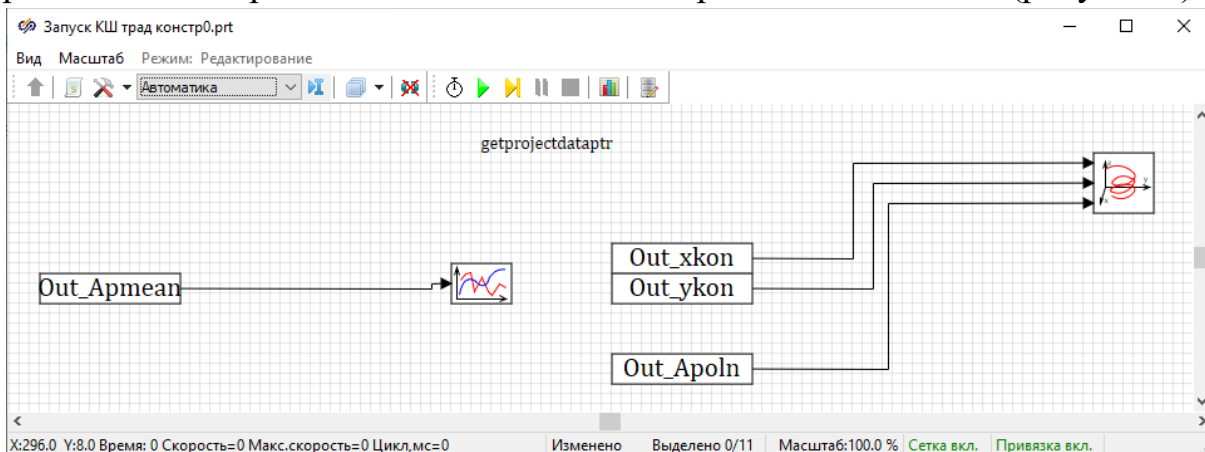 Запуск КШ трад констр0.prt
Вид Масштаб Режим: Редактирование
Автоматика
getprojectdataptr
Out_xkon
Out_Apmean
Out_ykon
Out_Apoln
X:296.0 Y:8.0 Время: 0 Скорость=0 Макс.скорость=0 Цикл,мс=0 Изменено Выделено 0/11 Масштаб:100.0 % Сетка вкл. Привязка вкл.